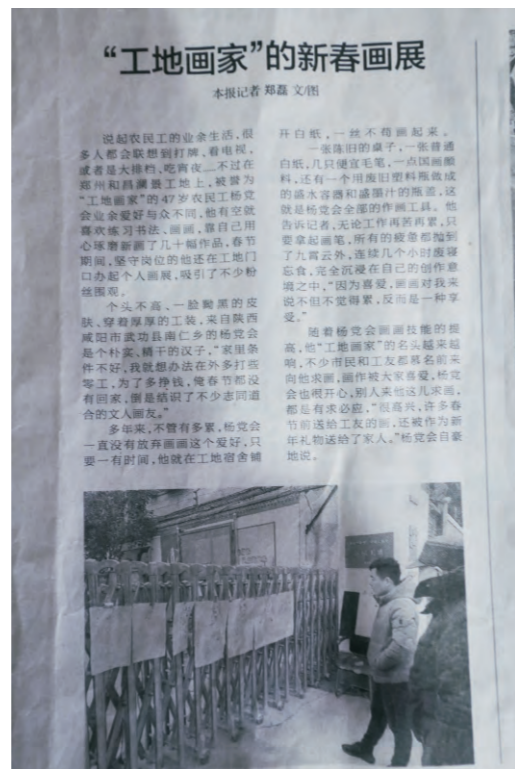 “工地画家”的新春画展
本报记者 郑磊 文/图
说起农民工的业余生活，很
多人都会联想到打牌、看电视，
或者是大排档、吃宵夜……不过在
郑州和昌澜景工地上，被誉为
“工地画家”的47岁农民工杨党
会业余爱好与众不同，他有空就
喜欢练习书法、画画，靠自己用
心琢磨新画了几十幅作品，春节
期间，坚守岗位的他还在工地门
口办起个人画展，吸引了不少粉
丝围观。
个头不高、一脸黝黑的皮
肤，穿着厚厚的工装，来自陕西
咸阳市武功县南仁乡的杨党会
是个朴实、精干的汉子，“家里条
件不好，我就想办法在外多打些
零工，为了多挣钱，俺春节都没
有回家，倒是结识了不少志同道
合的文人画友。”
多年来，不管有多累，杨党会
一直没有放弃画画这个爱好，只
要一有时间，他就在工地宿舍铺
开白纸，一丝不苟画起来。
一张陈旧的桌子，一张普通
白纸，几只便宜毛笔，一点国画颜
料，还有一个用废旧塑料瓶做成
的盛水容器和盛墨汁的瓶盖，这
就是杨党会全部的作画工具。他
告诉记者，无论工作再苦再累，只
要拿起画笔，所有的疲惫都抛到
了九霄云外，连续几个小时废寝
忘食，完全沉浸在自己的创作意
境之中，“因为喜爱，画画对我来
说不但不觉得累，反而是一种享
受。”
随着杨党会画画技能的提
高，他“工地画家”的名头越来越
响，不少市民和工友都慕名前来
向他求画，画作被大家喜爱，杨党
会也很开心，别人来他这儿求画，
都是有求必应，“很高兴，许多春
节前送给工友的画，还被作为新
年礼物送给了家人。”杨党会自豪
地说。